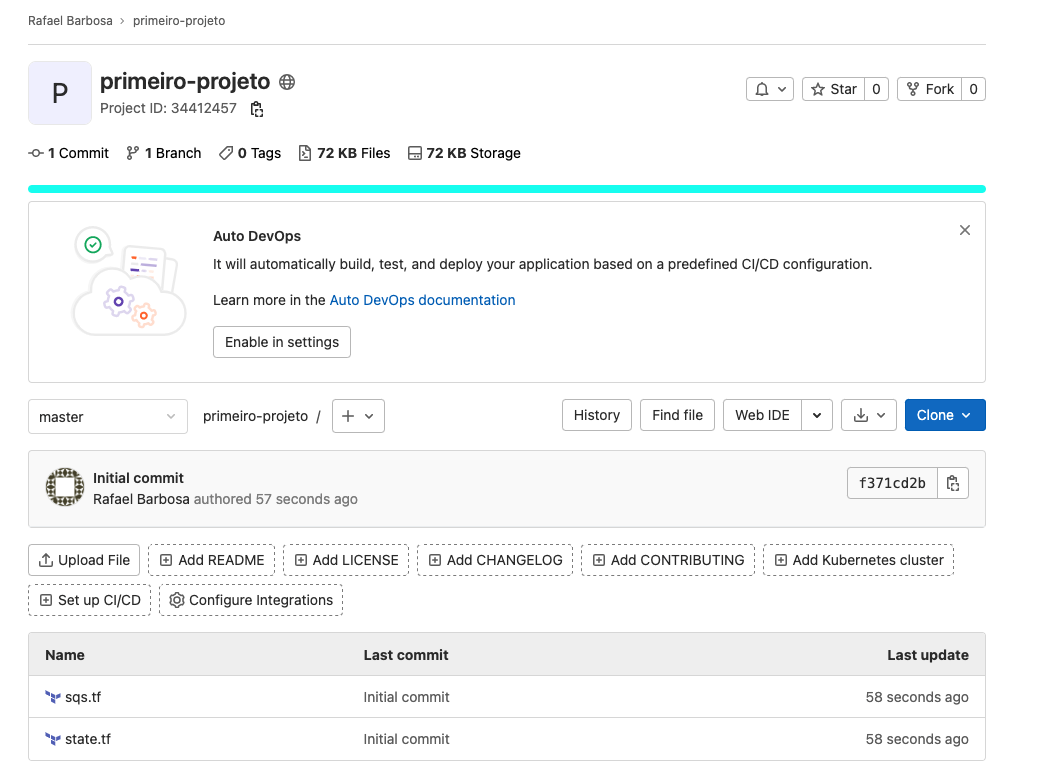 Rafael Barbosa › primeiro-projeto
P
primeiro-projeto
Project ID: 34412457
Star 0
Fork 0
1 Commit 1 Branch 0 Tags 72 KB Files 72 KB Storage
Auto DevOps
It will automatically build, test, and deploy your application based on a predefined CI/CD configuration.
Learn more in the Auto DevOps documentation
Enable in settings
master primeiro-projeto / + History Find file Web IDE Clone
Initial commit
Rafael Barbosa authored 57 seconds ago
f371cd2b
Upload File Add README Add LICENSE Add CHANGELOG Add CONTRIBUTING Add Kubernetes cluster
Set up CI/CD Configure Integrations
Name Last commit Last update
sqs.tf Initial commit 58 seconds ago
state.tf Initial commit 58 seconds ago